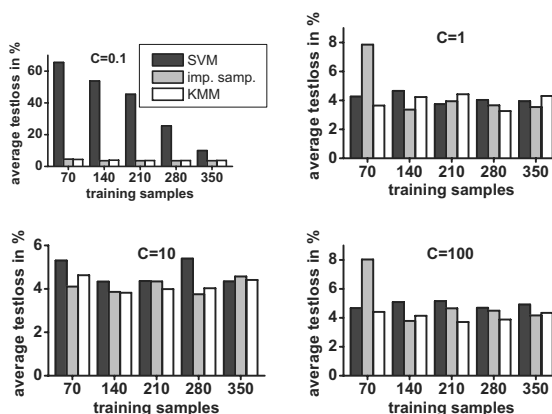 C=0.1
SVM
imp. samp.
KMM
average testloss in %
60
40
20
0
70 140 210 280 350
training samples
C=1
average testloss in %
8
6
4
2
0
70 140 210 280 350
training samples
C=10
average testloss in %
6
4
2
0
70 140 210 280 350
training samples
C=100
average testloss in %
8
6
4
2
0
70 140 210 280 350
training samples